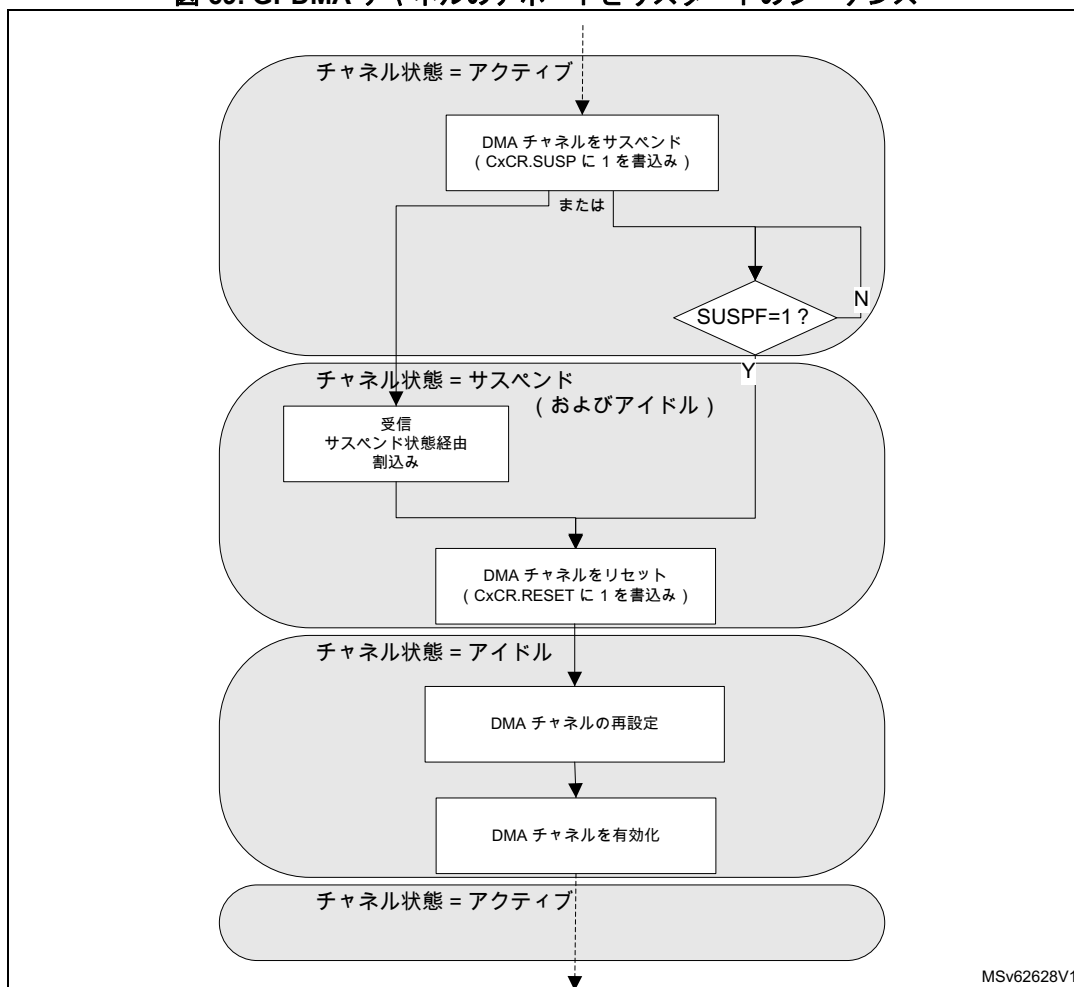 チャネル状態 = アクティブ
DMA チャネルをサスペンド
( CxCR.SUSP に 1 を書込み )
または
SUSPF=1 ?
N
Y
チャネル状態 = サスペンド
( およびアイドル )
受信
サスペンド状態経由
割込み
DMA チャネルをリセット
( CxCR.RESET に 1 を書込み )
チャネル状態 = アイドル
DMA チャネルの再設定
DMA チャネルを有効化
チャネル状態 = アクティブ
MSv62628V1